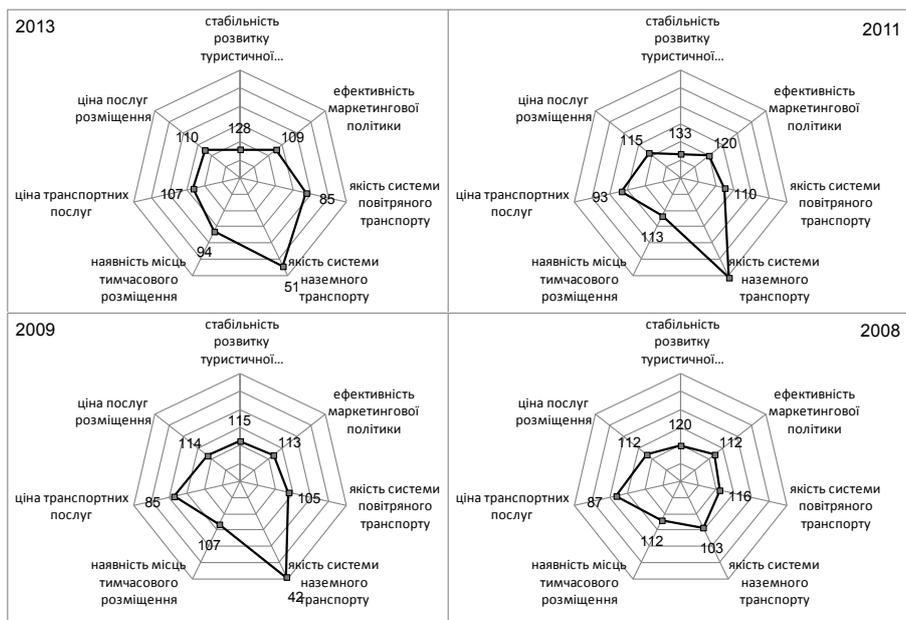 2013
стабільність
розвитку
туристичної...
ефективність
маркетингової
політики
якість системи
повітряного
транспорту
якість системи
наземного
транспорту
наявність місць
тимчасового
розміщення
ціна транспортних
послуг
ціна послуг
розміщення
128
109
85
51
94
107
110
2011
стабільність
розвитку
туристичної...
ефективність
маркетингової
політики
якість системи
повітряного
транспорту
якість системи
наземного
транспорту
наявність місць
тимчасового
розміщення
ціна транспортних
послуг
ціна послуг
розміщення
133
120
110
113
93
115
2009
стабільність
розвитку
туристичної...
ефективність
маркетингової
політики
якість системи
повітряного
транспорту
якість системи
наземного
транспорту
наявність місць
тимчасового
розміщення
ціна транспортних
послуг
ціна послуг
розміщення
115
113
105
42
107
85
114
2008
стабільність
розвитку
туристичної...
ефективність
маркетингової
політики
якість системи
повітряного
транспорту
якість системи
наземного
транспорту
наявність місць
тимчасового
розміщення
ціна транспортних
послуг
ціна послуг
розміщення
120
112
116
103
112
87
112